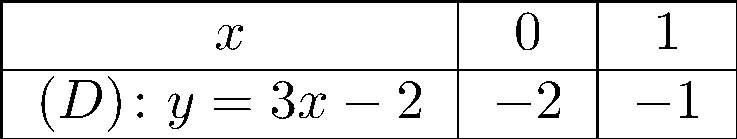 x 0 1
(D): y = 3x − 2 −2 −1